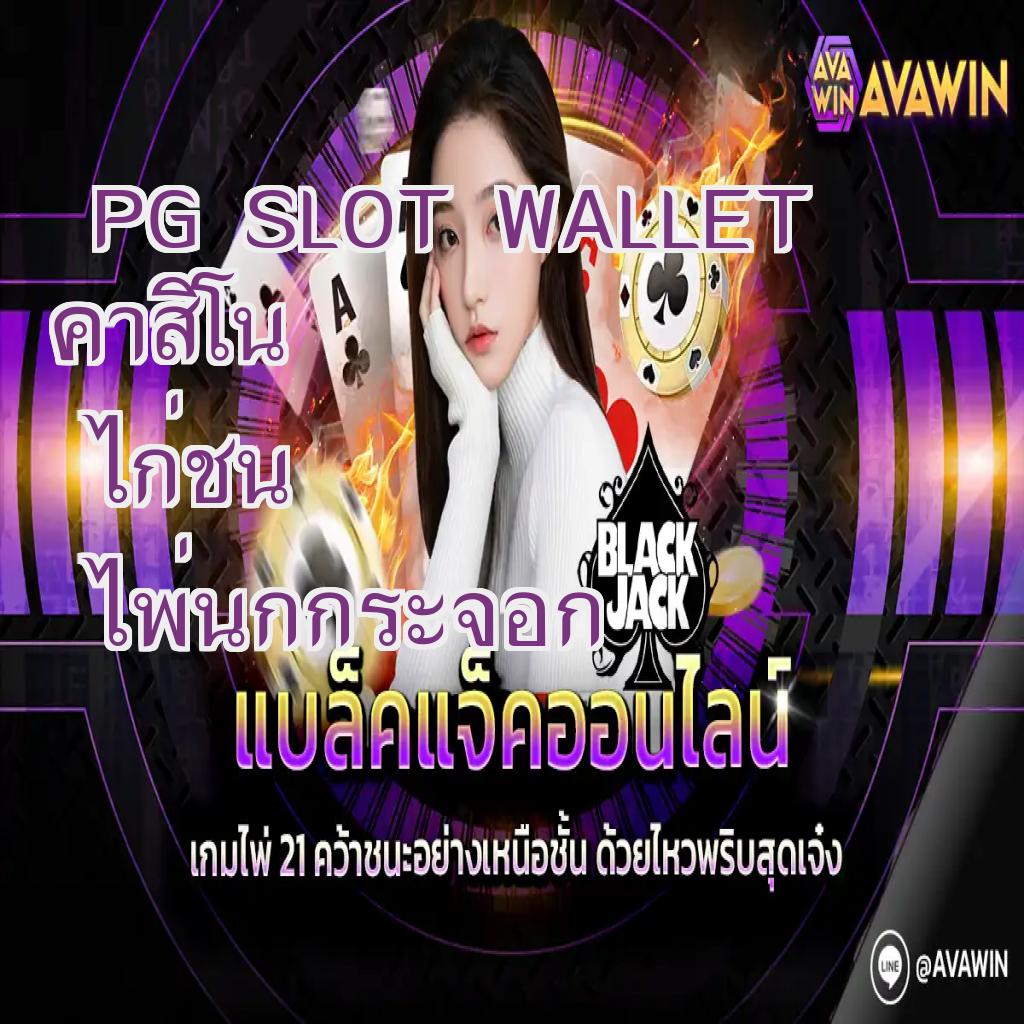 AVA
WIN
AVAWIN
PG SLOT WALLET
คาสิโน
ไก่ชน
ไพ่นกกระจอก
A
BLACK
JACK
แบล็คแจ็คออนไลน์
เกมไพ่ 21 คว้าชนะอย่างเหนือชั้น ด้วยไหวพริบสุดเจ๋ง
LINE
@AVAWIN